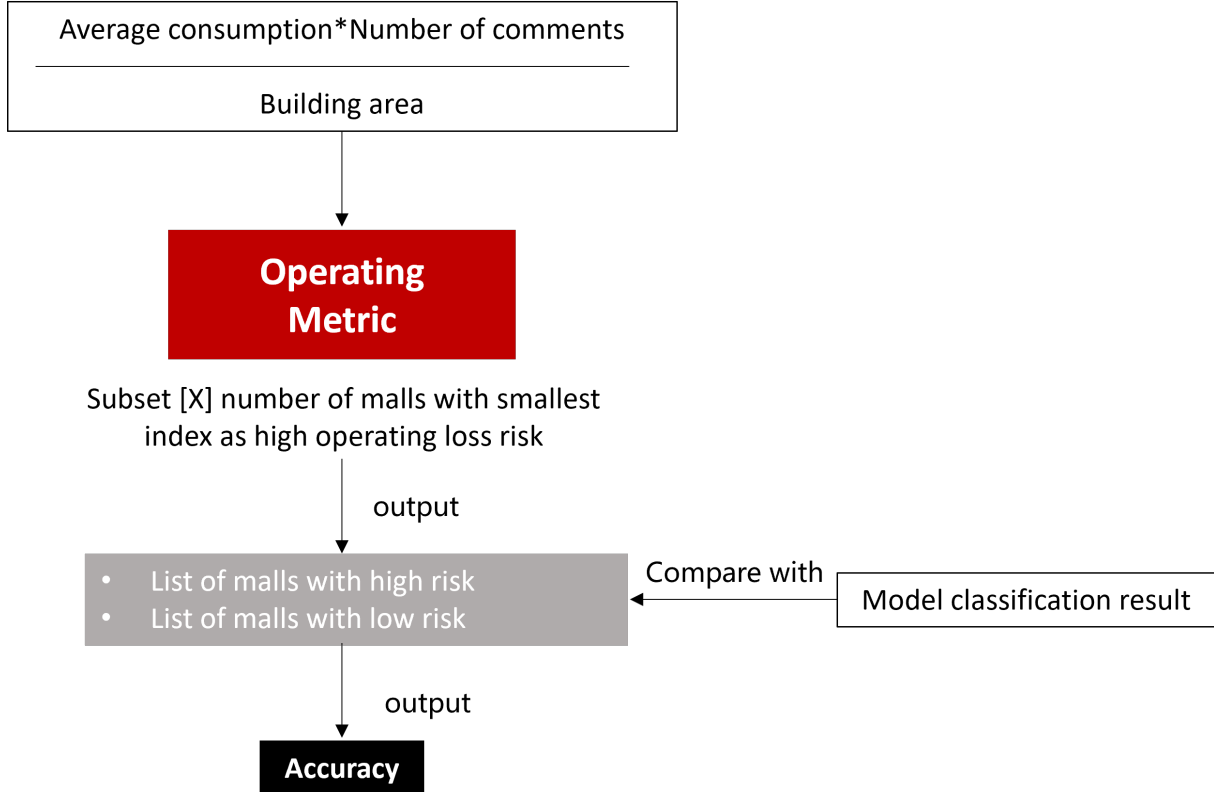 Average consumption*Number of comments
Building area
Operating
Metric
Subset [X] number of malls with smallest
index as high operating loss risk
output
• List of malls with high risk
• List of malls with low risk
Compare with
Model classification result
output
Accuracy